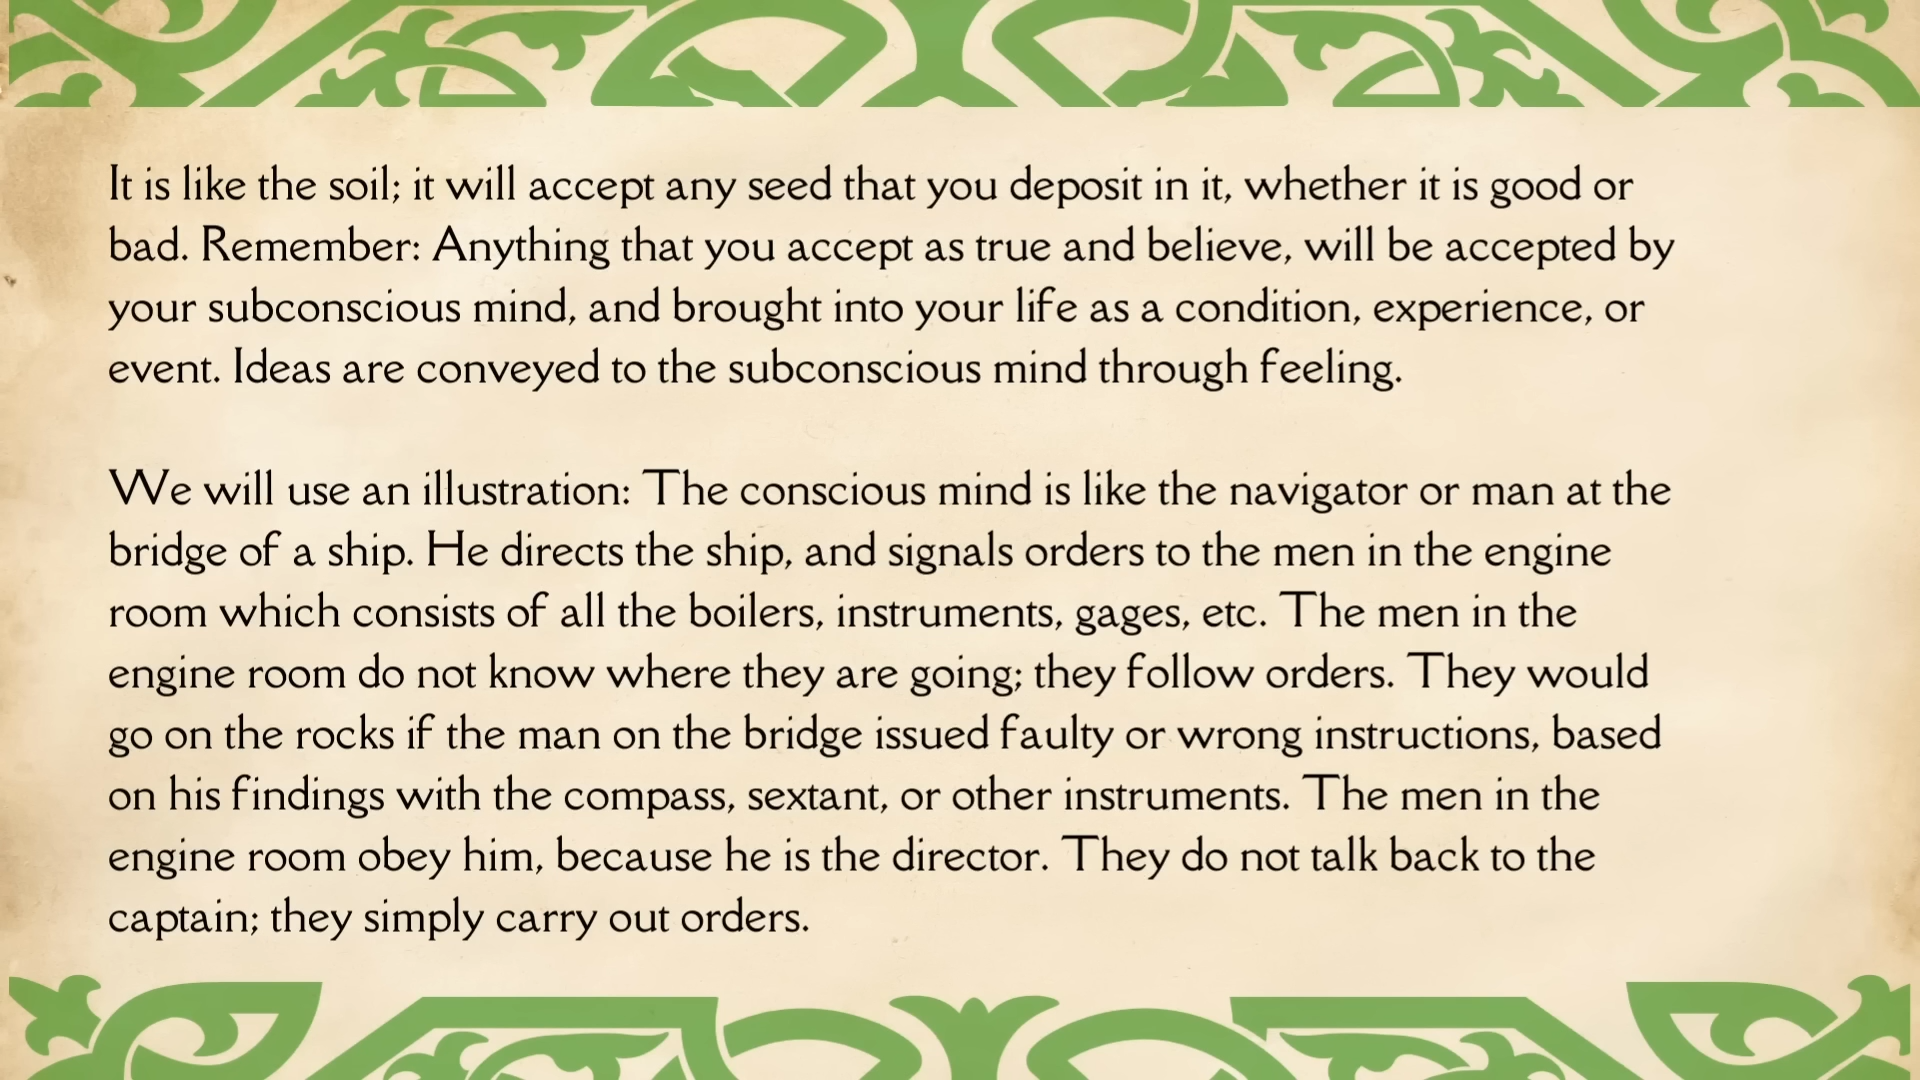 It is like the soil; it will accept any seed that you deposit in it, whether it is good or
bad. Remember: Anything that you accept as true and believe, will be accepted by
your subconscious mind, and brought into your life as a condition, experience, or
event. Ideas are conveyed to the subconscious mind through feeling.
We will use an illustration: The conscious mind is like the navigator or man at the
bridge of a ship. He directs the ship, and signals orders to the men in the engine
room which consists of all the boilers, instruments, gages, etc. The men in the
engine room do not know where they are going; they follow orders. They would
go on the rocks if the man on the bridge issued faulty or wrong instructions, based
on his findings with the compass, sextant, or other instruments. The men in the
engine room obey him, because he is the director. They do not talk back to the
captain; they simply carry out orders.